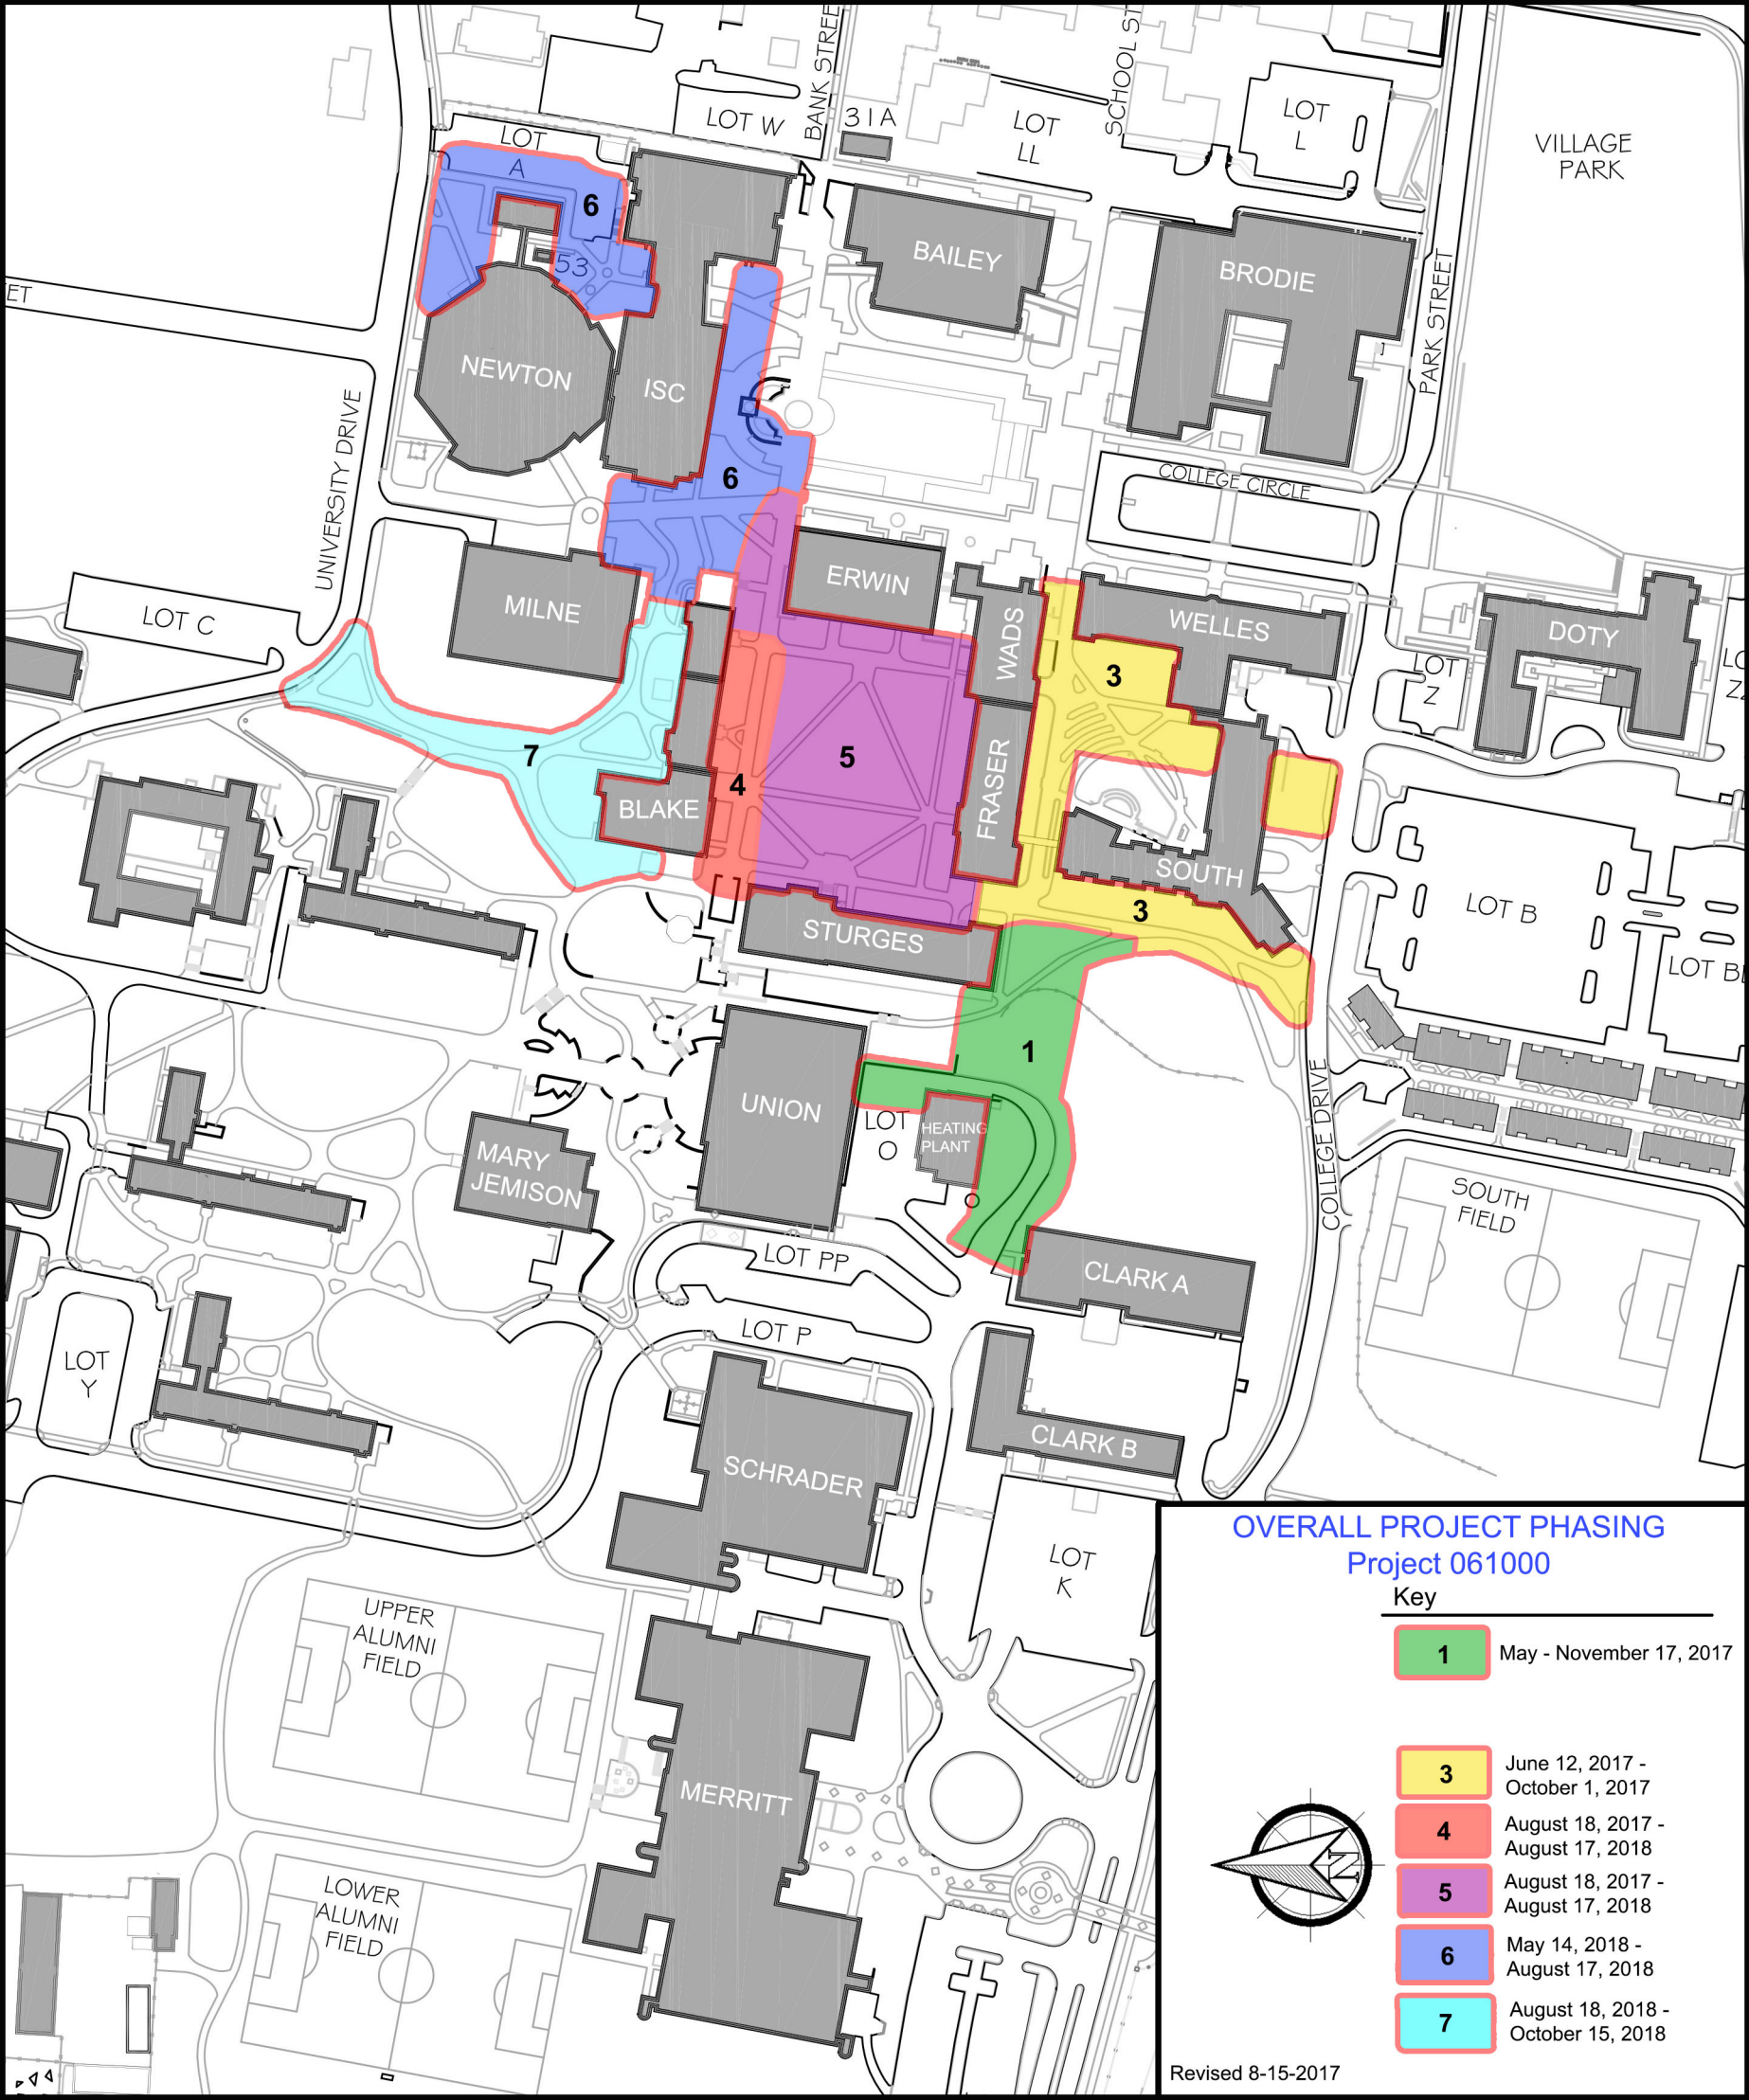 BANK STREE
SCHOOL ST
LOT W
31A
LOT
LL
LOT
L
VILLAGE
PARK
LOT
A
6
53
BAILEY
BRODIE
PARK STREET
ET
NEWTON
ISC
UNIVERSITY DRIVE
6
COLLEGE CIRCLE
ERWIN
MILNE
WADS
WELLES
DOTY
LOT C
3
LOT
Z
LO
Z
7
5
4
FRASER
BLAKE
SOUTH
3
STURGES
LOT B
LOT B
1
UNION
LOT
O
HEATING
PLANT
COLLEGE DRIVE
MARY
JEMISON
SOUTH
FIELD
LOT PP
CLARK A
LOT P
LOT
Y
CLARK B
SCHRADER
LOT
K
UPPER
ALUMNI
FIELD
MERRITT
LOWER
ALUMNI
FIELD
OVERALL PROJECT PHASING
Project 061000
Key
1 May - November 17, 2017
3 June 12, 2017 -
October 1, 2017
4 August 18, 2017 -
August 17, 2018
5 August 18, 2017 -
August 17, 2018
6 May 14, 2018 -
August 17, 2018
7 August 18, 2018 -
October 15, 2018
N
Revised 8-15-2017